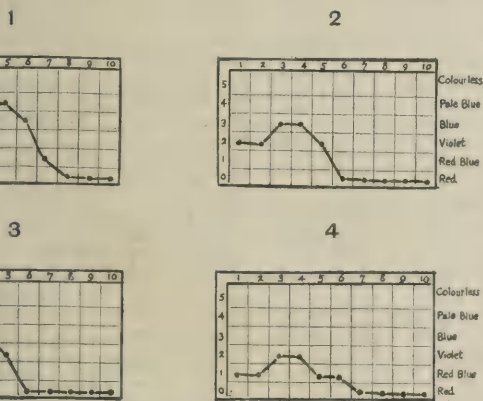 1
5 6 7 8 9 10
2
1 2 3 4 5 6 7 8 9 10
5 Colourless
4 Pale Blue
3 Blue
2 Violet
1 Red Blue
0 Red
3
5 6 7 8 9 10
4
1 2 3 4 5 6 7 8 9 10
5 Colourless
4 Pale Blue
3 Blue
2 Violet
1 Red Blue
0 Red